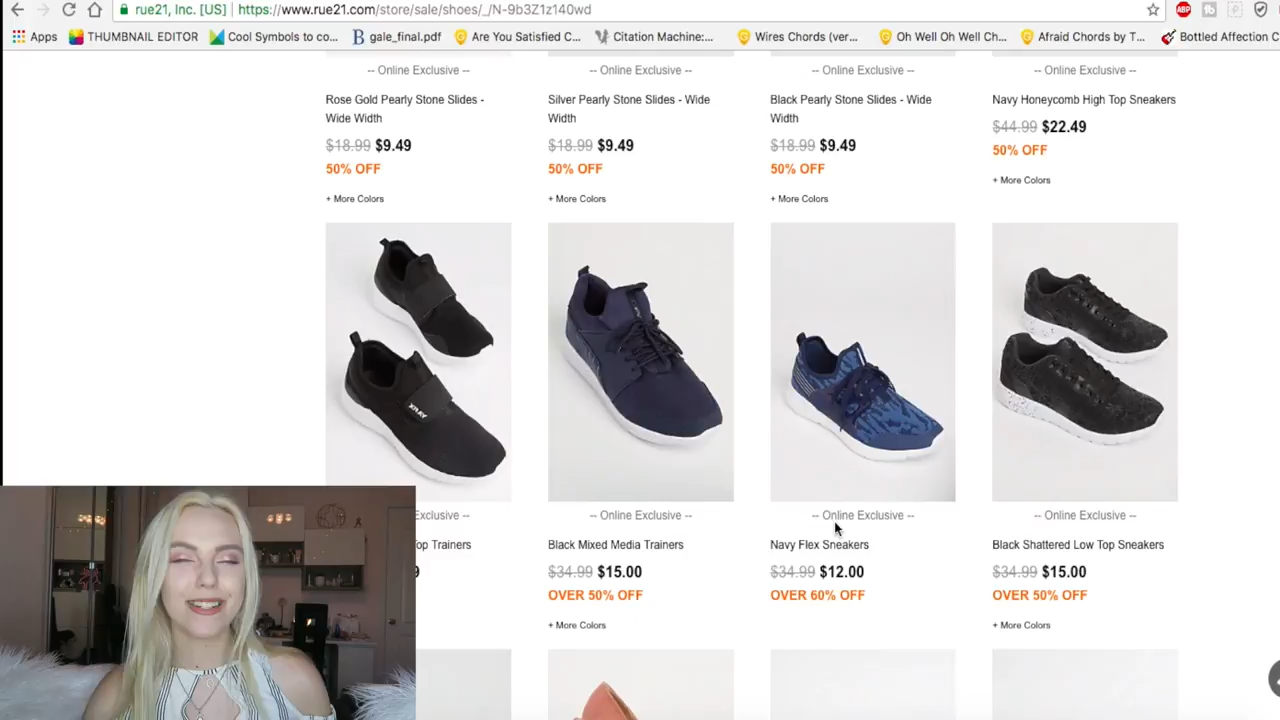 rue21, Inc. [US] https://www.rue21.com/store/sale/shoes/_/N-9b3Z1z140wd
ABP
Apps THUMBNAIL EDITOR Cool Symbols to co... gale_final.pdf Are You Satisfied C... Citation Machine:... Wires Chords (ver... Oh Well Oh Well Ch... Afraid Chords by T... Bottled Affection C
-- Online Exclusive -- -- Online Exclusive -- -- Online Exclusive -- -- Online Exclusive --
Rose Gold Pearly Stone Slides - Silver Pearly Stone Slides - Wide Black Pearly Stone Slides - Wide Navy Honeycomb High Top Sneakers
Wide Width Width Width
$44.99 $22.49
$18.99 $9.49 $18.99 $9.49 $18.99 $9.49
50% OFF
50% OFF 50% OFF 50% OFF
+ More Colors
+ More Colors + More Colors + More Colors
XRAY
Exclusive -- -- Online Exclusive -- -- Online Exclusive -- -- Online Exclusive --
Top Trainers Black Mixed Media Trainers Navy Flex Sneakers Black Shattered Low Top Sneakers
9 $34.99 $15.00 $34.99 $12.00 $34.99 $15.00
OVER 50% OFF OVER 60% OFF OVER 50% OFF
+ More Colors + More Colors